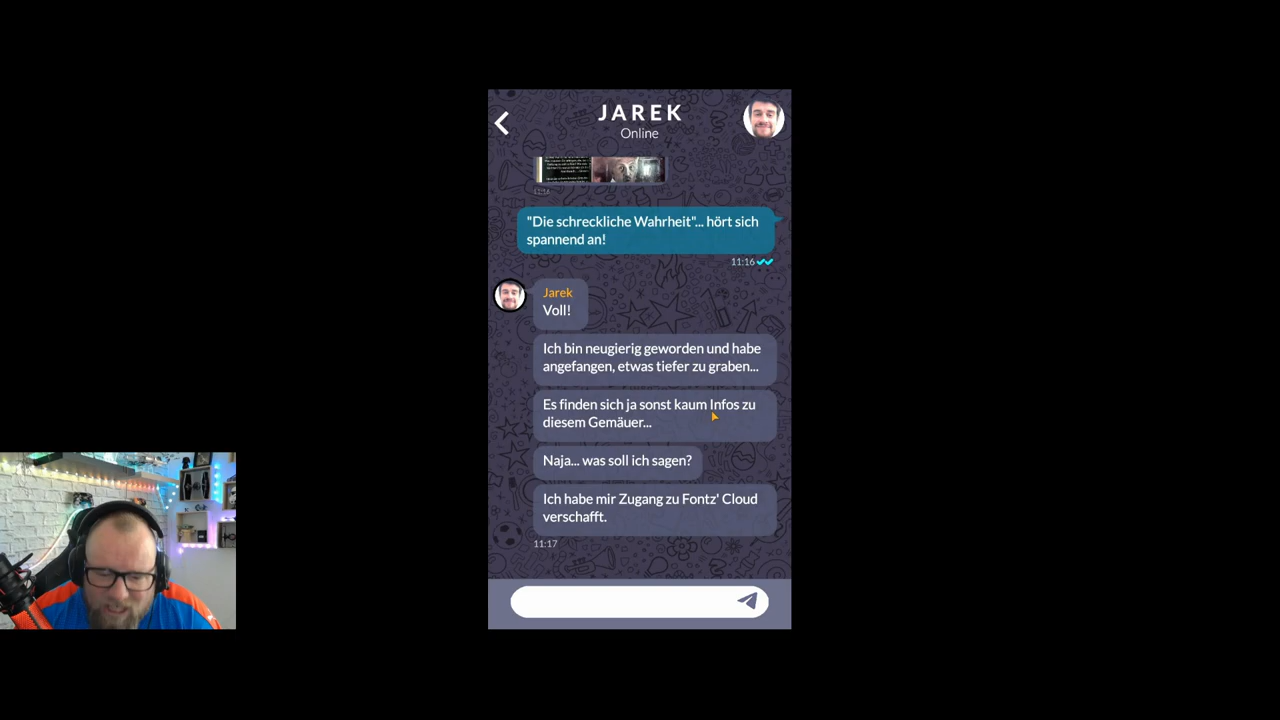 JAREK
Online
"Die schreckliche Wahrheit"... hört sich
spannend an!
11:16
Jarek
Voll!
Ich bin neugierig geworden und habe
angefangen, etwas tiefer zu graben...
Es finden sich ja sonst kaum Infos zu
diesem Gemäuer...
Naja... was soll ich sagen?
Ich habe mir Zugang zu Fontz' Cloud
verschafft.
11:17